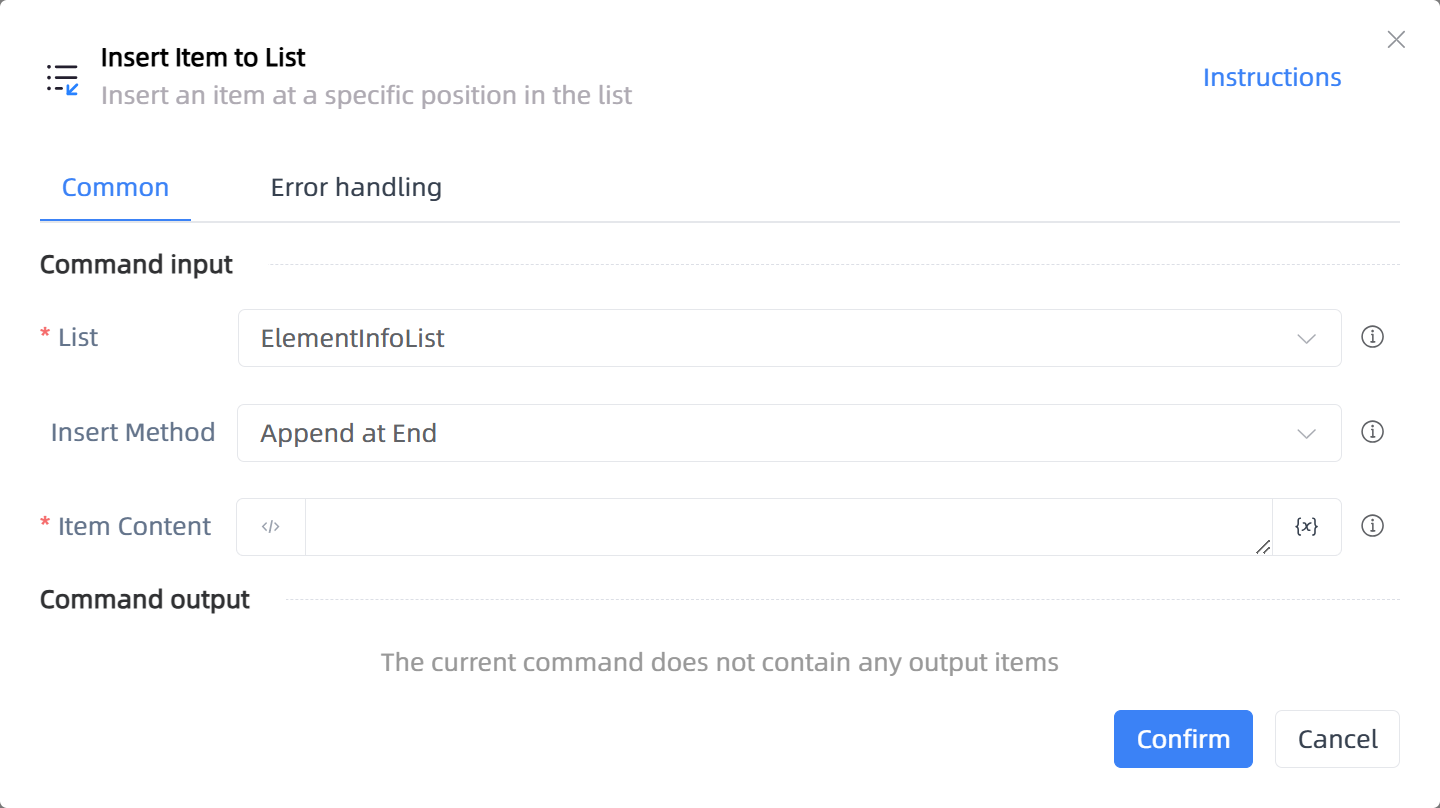 Insert Item to List
Insert an item at a specific position in the list
Instructions
Common
Error handling
Command input
* List
ElementInfoList
Insert Method
Append at End
* Item Content
</>
{x}
Command output
The current command does not contain any output items
Confirm
Cancel